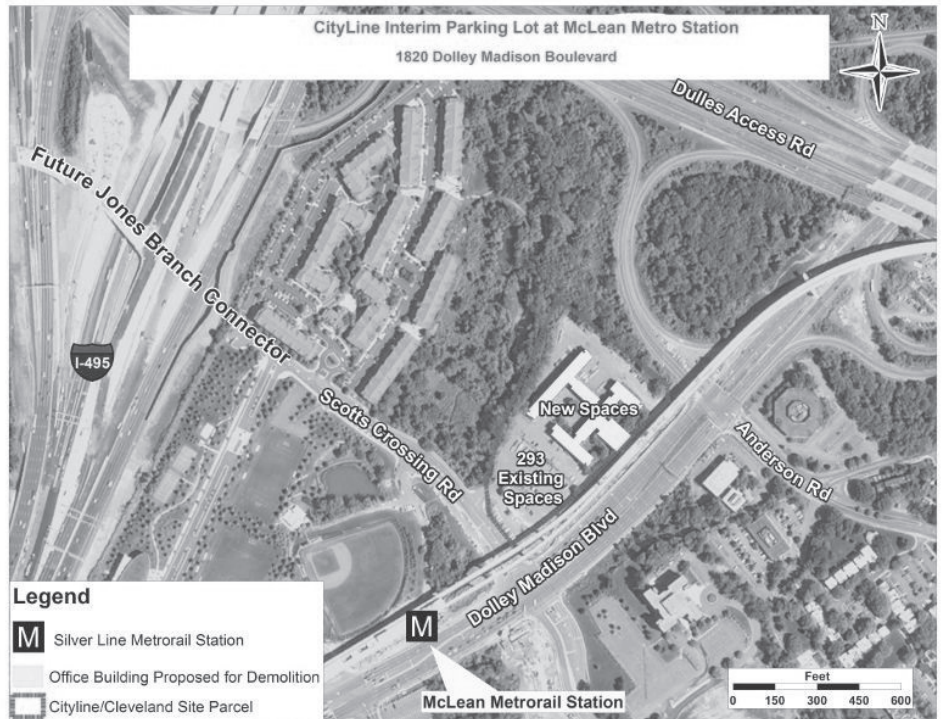 CityLine Interim Parking Lot at McLean Metro Station
1820 Dolley Madison Boulevard
N
Dulles Access Rd
Future Jones Branch Connector
I-495
Scotts Crossing Rd
New Spaces
293
Existing
Spaces
Anderson Rd
Dolley Madison Blvd
M
McLean Metrorail Station
Legend
M Silver Line Metrorail Station
Office Building Proposed for Demolition
Cityline/Cleveland Site Parcel
Feet
0 150 300 450 600